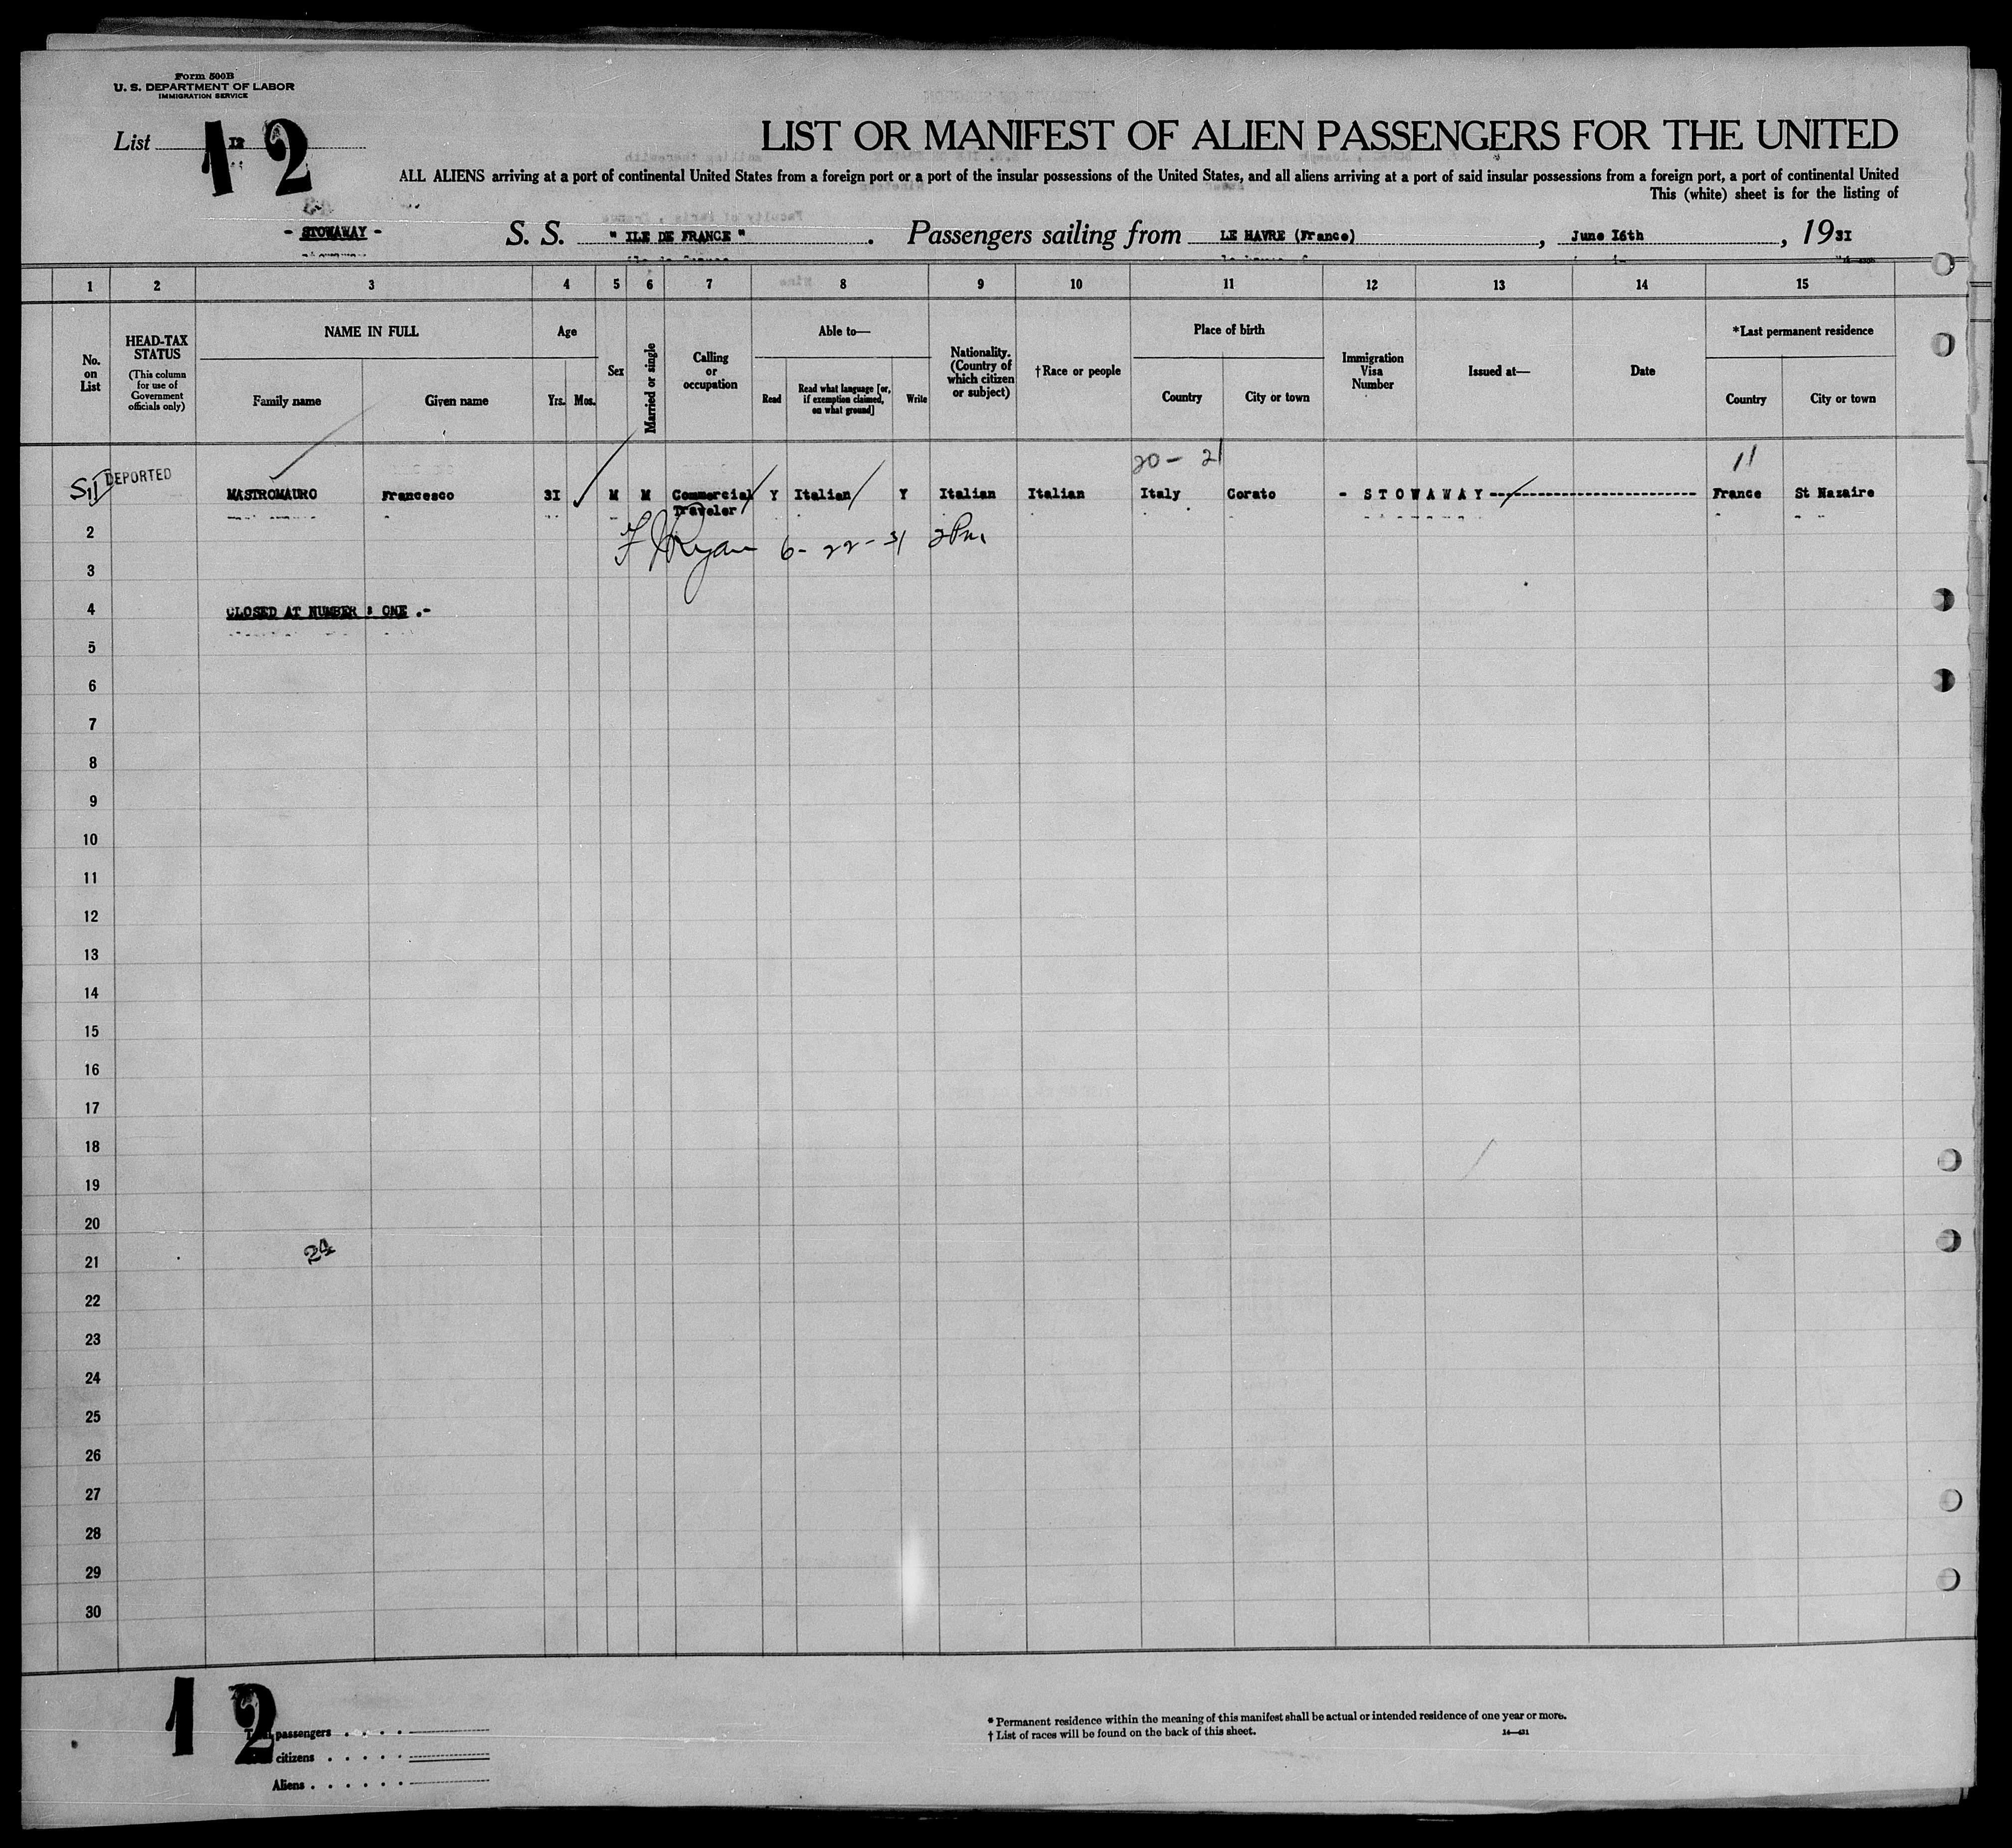 Form 500B
U. S. DEPARTMENT OF LABOR
IMMIGRATION SERVICE
List 12
12
LIST OR MANIFEST OF ALIEN PASSENGERS FOR THE UNITED
ALL ALIENS arriving at a port of continental United States from a foreign port or a port of the insular possessions of the United States, and all aliens arriving at a port of said insular possessions from a foreign port, a port of continental United
This (white) sheet is for the listing of
- STOWAWAY - S. S. " ILE DE FRANCE " . Passengers sailing from LE HAVRE (France) , June I6th , 193I
1 2 3 4 5 6 7 8 9 10 11 12 13 14 15
No. on List
HEAD-TAX STATUS (This column for use of Government officials only)
NAME IN FULL
Family name Given name
Age
Yrs. Mos.
Sex
Married or single
Calling or occupation
Able to—
Read Read what language [or, if exemption claimed, on what ground] Write
Nationality. (Country of which citizen or subject)
†Race or people
Place of birth
Country City or town
Immigration Visa Number
Issued at—
Date
*Last permanent residence
Country City or town
20 - 21 11
SI DEPORTED MASTROMAURO Francesco 3I M M Commercial Y Italian Y Italian Italian Italy Corato - S T O W A W A Y ------------------------- France St Nazaire
Traveler
2 F J Ryan 6-22-31 2Pm
3
4 CLOSED AT NUMBER : ONE .-
5
6
7
8
9
10
11
12
13
14
15
16
17
18
19
20
24
21
22
23
24
25
26
27
28
29
30
12
passengers . . . .
citizens . . . . .
Aliens . . . . . .
* Permanent residence within the meaning of this manifest shall be actual or intended residence of one year or more.
† List of races will be found on the back of this sheet. 14—421